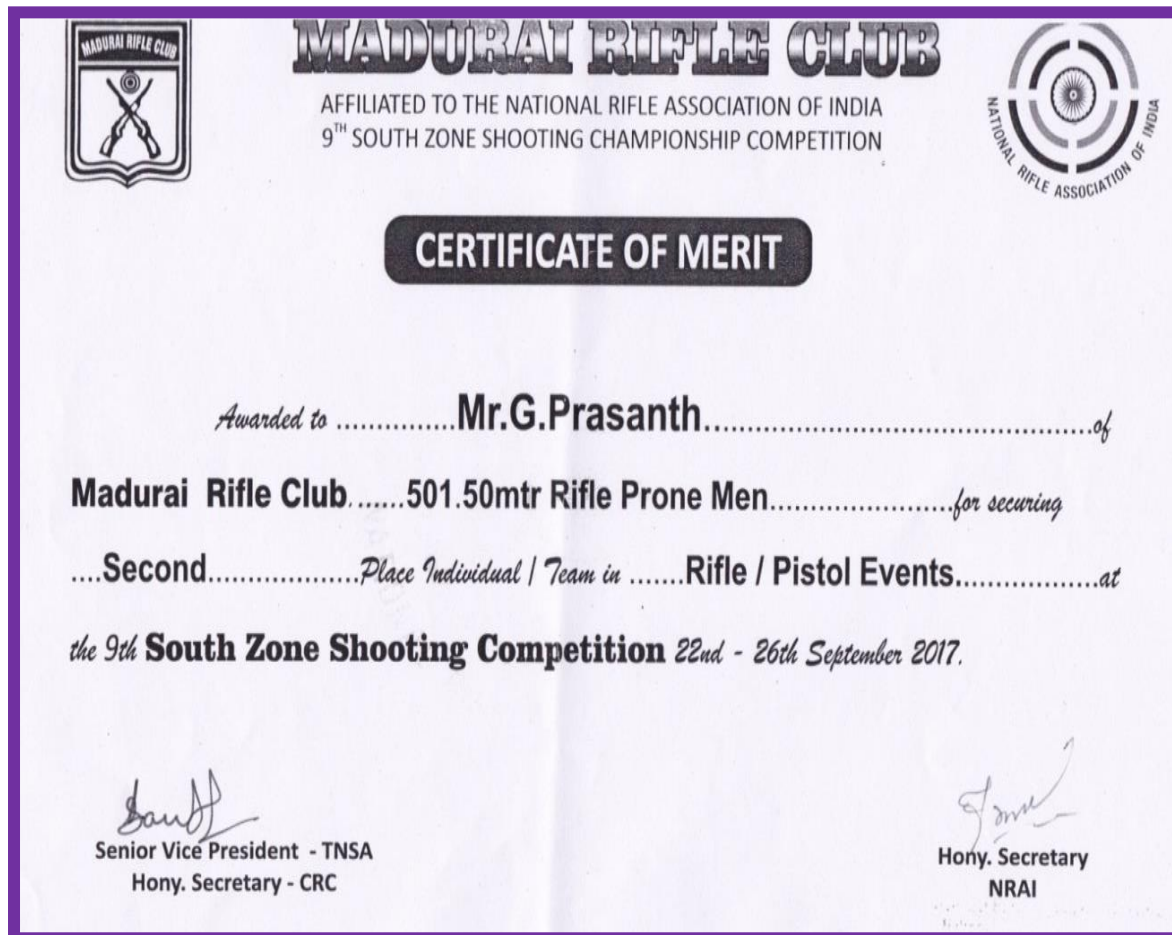 MADURAI RIFLE CLUB
MADURAI RIFLE CLUB
AFFILIATED TO THE NATIONAL RIFLE ASSOCIATION OF INDIA
9TH SOUTH ZONE SHOOTING CHAMPIONSHIP COMPETITION
NATIONAL RIFLE ASSOCIATION OF INDIA
CERTIFICATE OF MERIT
Awarded to ................Mr.G.Prasanth.............................................of
Madurai Rifle Club.......501.50mtr Rifle Prone Men........................for securing
....Second...................Place Individual / Team in .......Rifle / Pistol Events..................at
the 9th South Zone Shooting Competition 22nd - 26th September 2017.
Senior Vice President - TNSA
Hony. Secretary - CRC
Hony. Secretary
NRAI